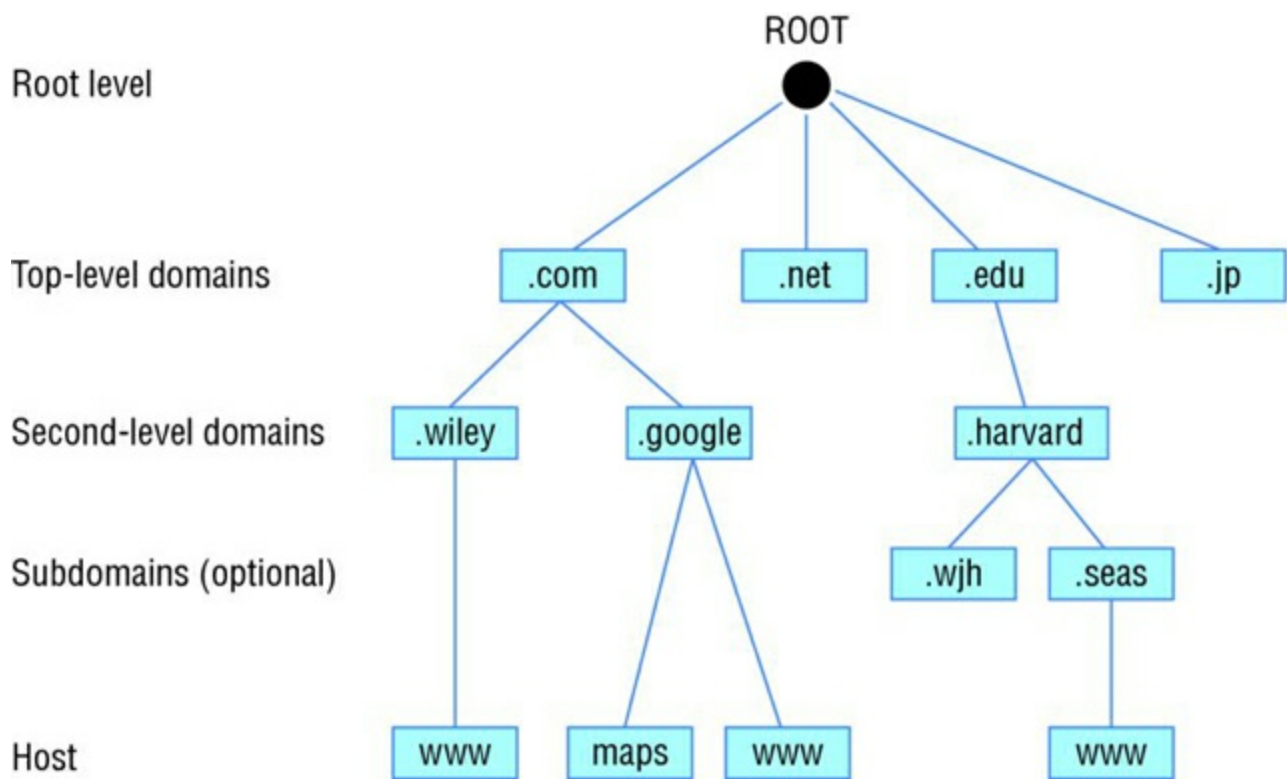 ROOT
Root level
Top-level domains .com .net .edu .jp
Second-level domains .wiley .google .harvard
Subdomains (optional) .wjh .seas
Host www maps www www